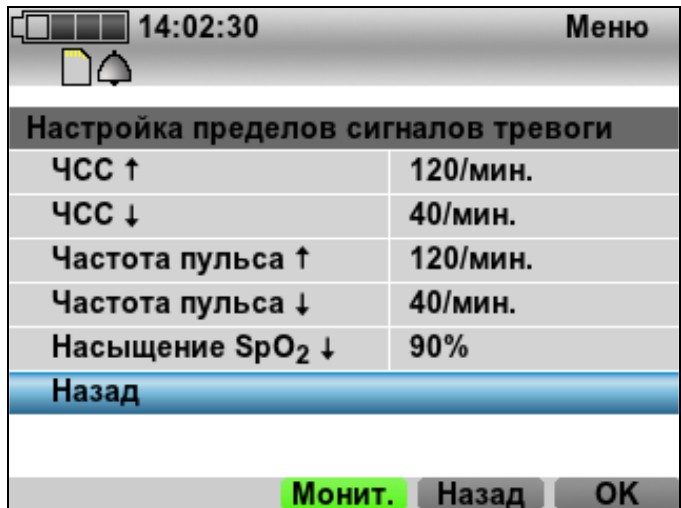 14:02:30 Меню
Настройка пределов сигналов тревоги
ЧСС ↑ 120/мин.
ЧСС ↓ 40/мин.
Частота пульса ↑ 120/мин.
Частота пульса ↓ 40/мин.
Насыщение SpO₂ ↓ 90%
Назад
Монит. Назад OK